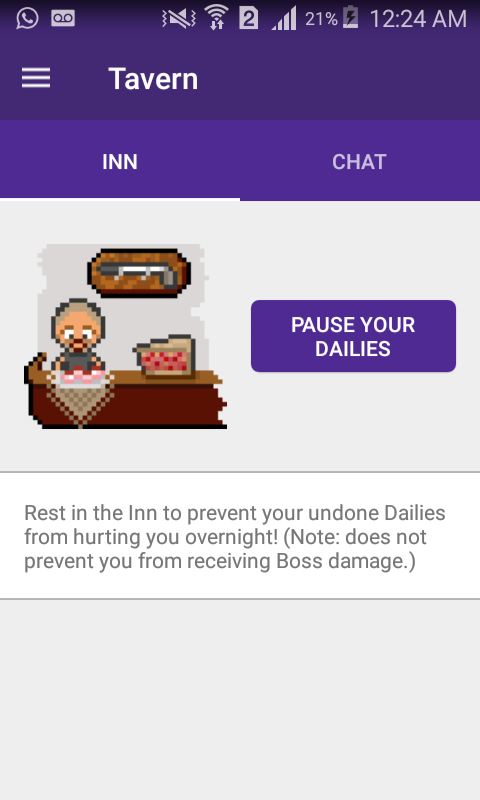 2 21% 12:24 AM
Tavern
INN CHAT
PAUSE YOUR
DAILIES
Rest in the Inn to prevent your undone Dailies
from hurting you overnight! (Note: does not
prevent you from receiving Boss damage.)